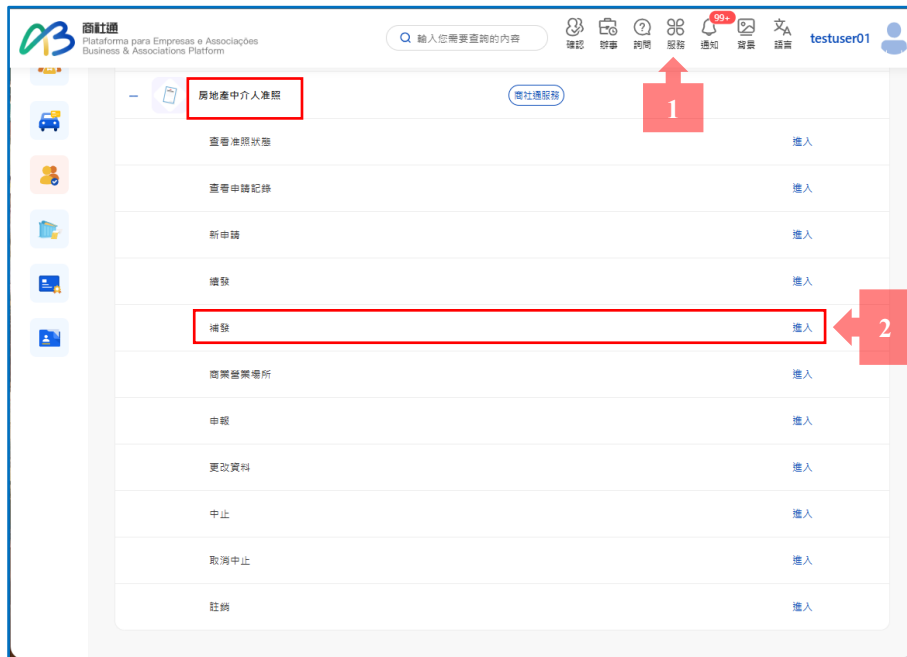 商社通
Plataforma para Empresas e Associações
Business & Associations Platform
輸入您需要查詢的內容
確認
辦事
詢問
服務
99+
通知
背景
語言
testuser01
1
房地產中介人准照
商社通服務
查看准照狀態
進入
查看申請記錄
進入
新申請
進入
續發
進入
補發
進入
2
商業營業場所
進入
申報
進入
更改資料
進入
中止
進入
取消中止
進入
註銷
進入